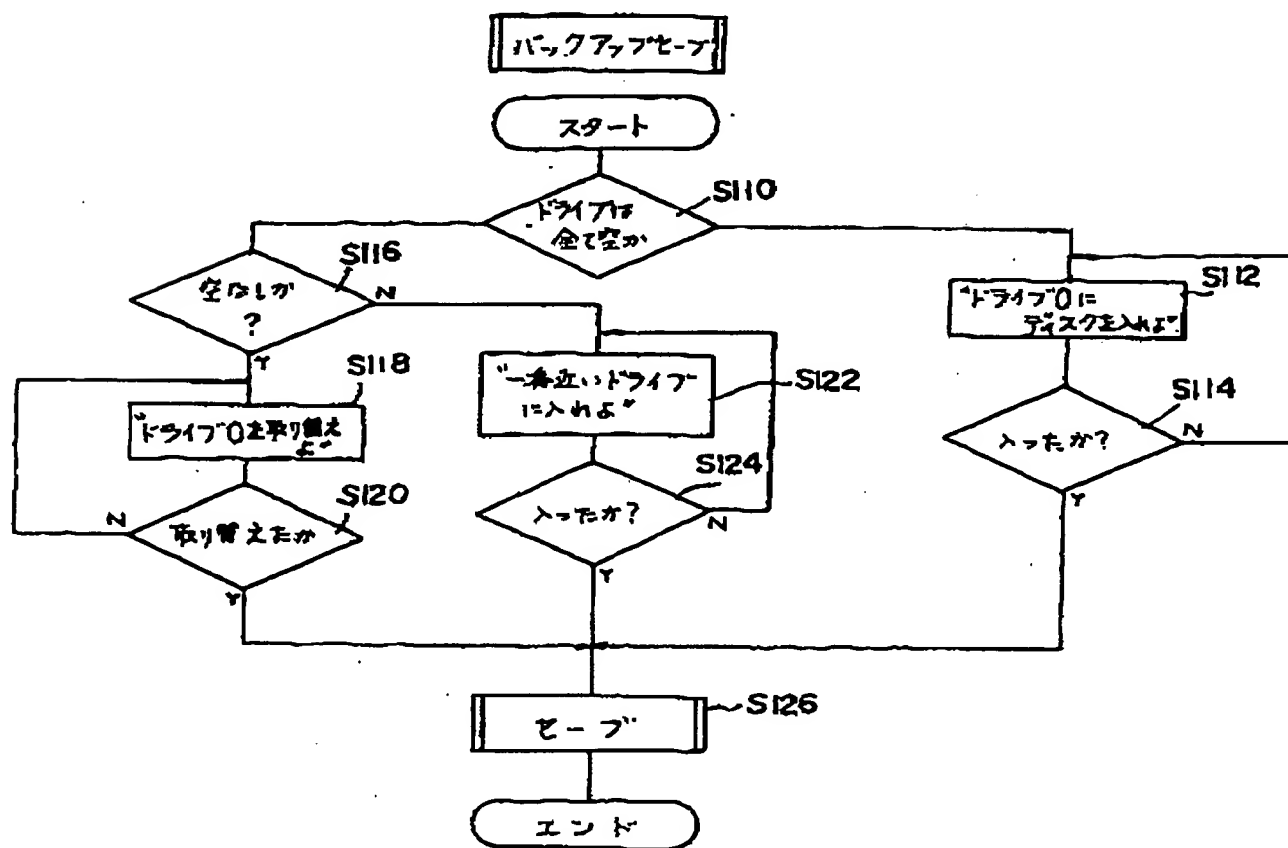 バックアップセーブ
スタート
S110
ドライブは
全て空か
S116
空なしか
?
N
Y
S112
"ドライブ0に
ディスクを入れよ"
S118
"ドライブ0を取り替え
よ"
"一番近いドライブ
に入れよ"
S122
S114
入ったか?
N
Y
S120
取り替えたか
N
Y
S124
入ったか?
N
Y
セーブ
S126
エンド